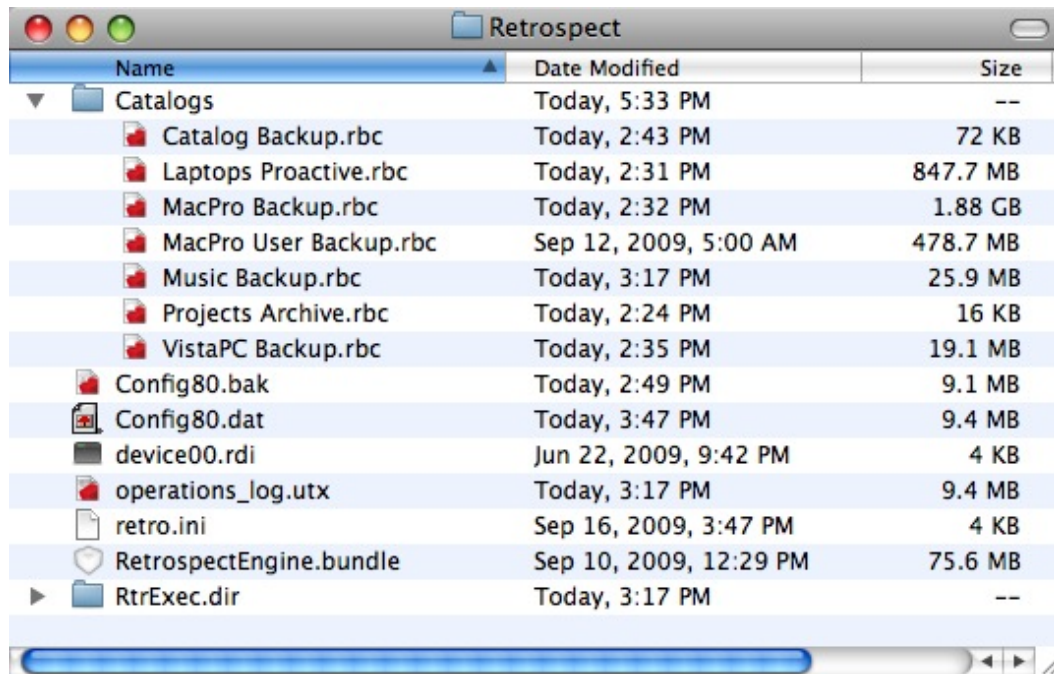 Retrospect
Name Date Modified Size
Catalogs Today, 5:33 PM --
Catalog Backup.rbc Today, 2:43 PM 72 KB
Laptops Proactive.rbc Today, 2:31 PM 847.7 MB
MacPro Backup.rbc Today, 2:32 PM 1.88 GB
MacPro User Backup.rbc Sep 12, 2009, 5:00 AM 478.7 MB
Music Backup.rbc Today, 3:17 PM 25.9 MB
Projects Archive.rbc Today, 2:24 PM 16 KB
VistaPC Backup.rbc Today, 2:35 PM 19.1 MB
Config80.bak Today, 2:49 PM 9.1 MB
Config80.dat Today, 3:47 PM 9.4 MB
device00.rdi Jun 22, 2009, 9:42 PM 4 KB
operations_log.utx Today, 3:17 PM 9.4 MB
retro.ini Sep 16, 2009, 3:47 PM 4 KB
RetrospectEngine.bundle Sep 10, 2009, 12:29 PM 75.6 MB
RtrExec.dir Today, 3:17 PM --